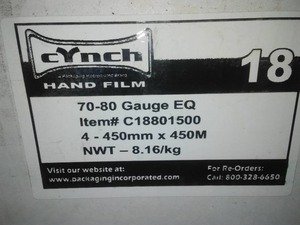 cYnch
HAND FILM
18
70-80 Gauge EQ
Item# C18801500
4 - 450mm x 450M
NWT – 8.16/kg
Visit our website at:
www.packagingincorporated.com
For Re-Orders:
Call: 800-328-6650